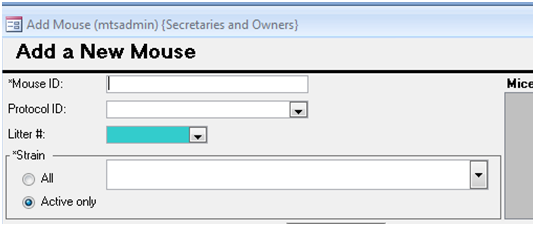 Add Mouse (mtsadmin) {Secretaries and Owners}
Add a New Mouse
*Mouse ID:
Mice
Protocol ID:
Litter #:
*Strain
All
Active only